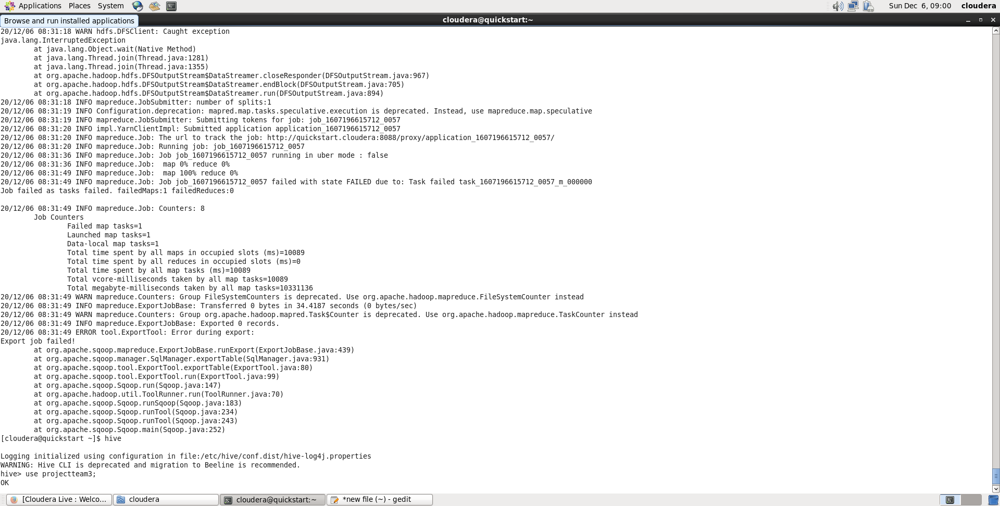 Applications Places System Sun Dec 6, 09:00 cloudera
Browse and run installed applications cloudera@quickstart:~
20/12/06 08:31:18 WARN hdfs.DFSClient: Caught exception
java.lang.InterruptedException
at java.lang.Object.wait(Native Method)
at java.lang.Thread.join(Thread.java:1281)
at java.lang.Thread.join(Thread.java:1355)
at org.apache.hadoop.hdfs.DFSOutputStream$DataStreamer.closeResponder(DFSOutputStream.java:967)
at org.apache.hadoop.hdfs.DFSOutputStream$DataStreamer.endBlock(DFSOutputStream.java:705)
at org.apache.hadoop.hdfs.DFSOutputStream$DataStreamer.run(DFSOutputStream.java:894)
20/12/06 08:31:18 INFO mapreduce.JobSubmitter: number of splits:1
20/12/06 08:31:19 INFO Configuration.deprecation: mapred.map.tasks.speculative.execution is deprecated. Instead, use mapreduce.map.speculative
20/12/06 08:31:19 INFO mapreduce.JobSubmitter: Submitting tokens for job: job_1607196615712_0057
20/12/06 08:31:20 INFO impl.YarnClientImpl: Submitted application application_1607196615712_0057
20/12/06 08:31:20 INFO mapreduce.Job: The url to track the job: http://quickstart.cloudera:8088/proxy/application_1607196615712_0057/
20/12/06 08:31:20 INFO mapreduce.Job: Running job: job_1607196615712_0057
20/12/06 08:31:36 INFO mapreduce.Job: Job job_1607196615712_0057 running in uber mode : false
20/12/06 08:31:36 INFO mapreduce.Job:  map 0% reduce 0%
20/12/06 08:31:49 INFO mapreduce.Job:  map 100% reduce 0%
20/12/06 08:31:49 INFO mapreduce.Job: Job job_1607196615712_0057 failed with state FAILED due to: Task failed task_1607196615712_0057_m_000000
Job failed as tasks failed. failedMaps:1 failedReduces:0
20/12/06 08:31:49 INFO mapreduce.Job: Counters: 8
Job Counters
Failed map tasks=1
Launched map tasks=1
Data-local map tasks=1
Total time spent by all maps in occupied slots (ms)=10089
Total time spent by all reduces in occupied slots (ms)=0
Total time spent by all map tasks (ms)=10089
Total vcore-milliseconds taken by all map tasks=10089
Total megabyte-milliseconds taken by all map tasks=10331136
20/12/06 08:31:49 WARN mapreduce.Counters: Group FileSystemCounters is deprecated. Use org.apache.hadoop.mapreduce.FileSystemCounter instead
20/12/06 08:31:49 INFO mapreduce.ExportJobBase: Transferred 0 bytes in 34.4187 seconds (0 bytes/sec)
20/12/06 08:31:49 WARN mapreduce.Counters: Group org.apache.hadoop.mapred.Task$Counter is deprecated. Use org.apache.hadoop.mapreduce.TaskCounter instead
20/12/06 08:31:49 INFO mapreduce.ExportJobBase: Exported 0 records.
20/12/06 08:31:49 ERROR tool.ExportTool: Error during export:
Export job failed!
at org.apache.sqoop.mapreduce.ExportJobBase.runExport(ExportJobBase.java:439)
at org.apache.sqoop.manager.SqlManager.exportTable(SqlManager.java:931)
at org.apache.sqoop.tool.ExportTool.exportTable(ExportTool.java:80)
at org.apache.sqoop.tool.ExportTool.run(ExportTool.java:99)
at org.apache.sqoop.Sqoop.run(Sqoop.java:147)
at org.apache.hadoop.util.ToolRunner.run(ToolRunner.java:70)
at org.apache.sqoop.Sqoop.runSqoop(Sqoop.java:183)
at org.apache.sqoop.Sqoop.runTool(Sqoop.java:234)
at org.apache.sqoop.Sqoop.runTool(Sqoop.java:243)
at org.apache.sqoop.Sqoop.main(Sqoop.java:252)
[cloudera@quickstart ~]$ hive
Logging initialized using configuration in file:/etc/hive/conf.dist/hive-log4j.properties
WARNING: Hive CLI is deprecated and migration to Beeline is recommended.
hive> use projectteam3;
OK
[Cloudera Live : Welco... cloudera cloudera@quickstart:~ *new file (~) - gedit